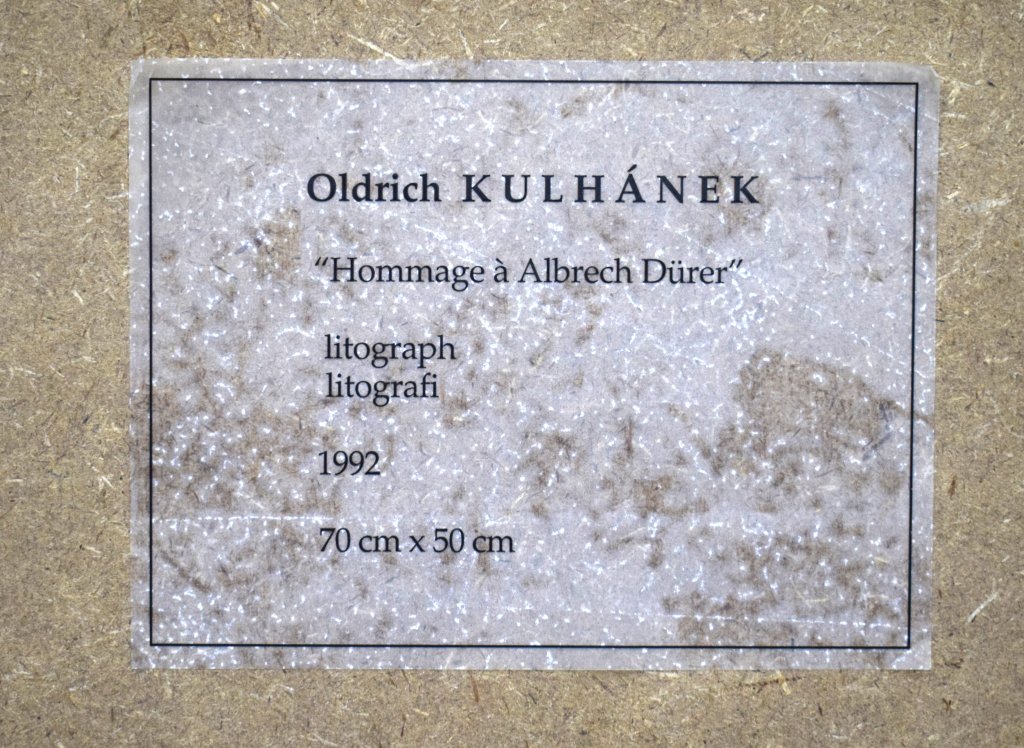 Oldrich KULHÁNEK
“Hommage à Albrech Dürer”
litograph
litografi
1992
70 cm x 50 cm